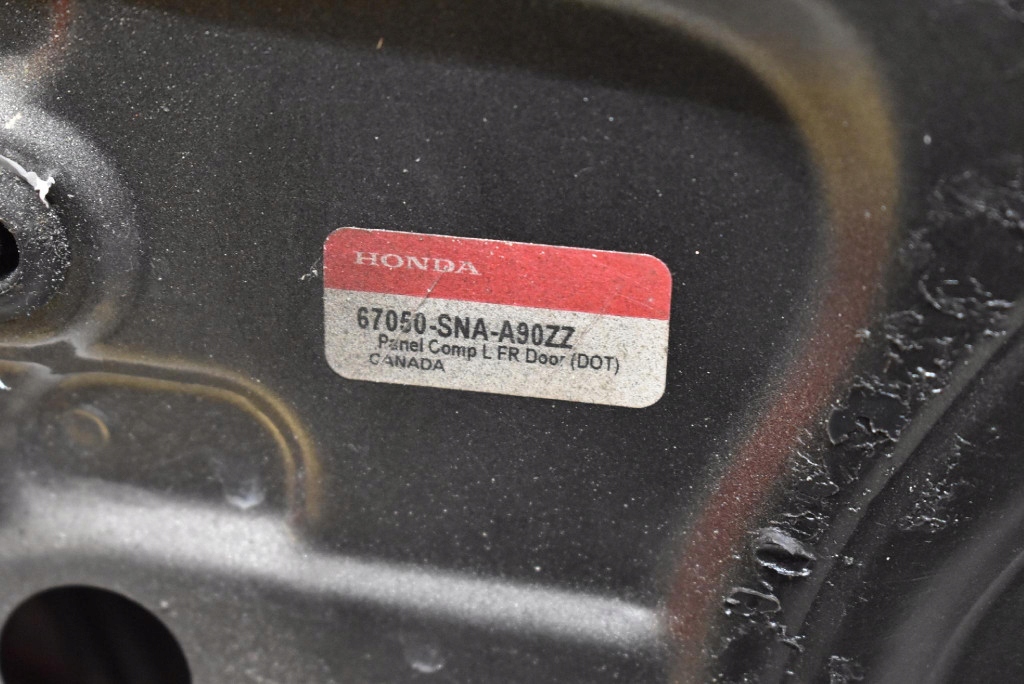 HONDA
67050-SNA-A90ZZ
Panel Comp L FR Door (DOT)
CANADA